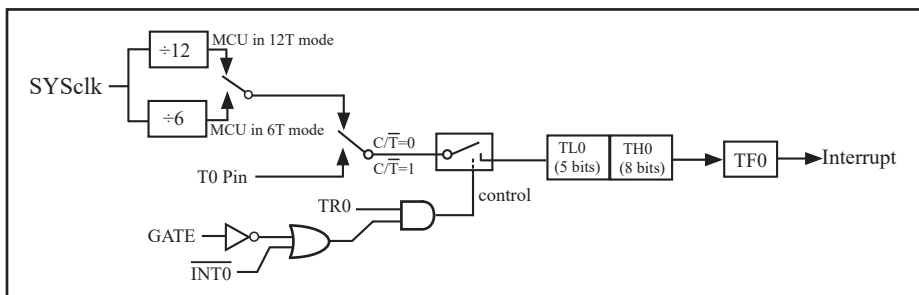 ÷12
MCU in 12T mode
SYSclk
÷6
MCU in 6T mode
C/T̅=0
C/T̅=1
T0 Pin
TL0
(5 bits)
TH0
(8 bits)
TF0
Interrupt
control
TR0
GATE
I̅N̅T̅0̅